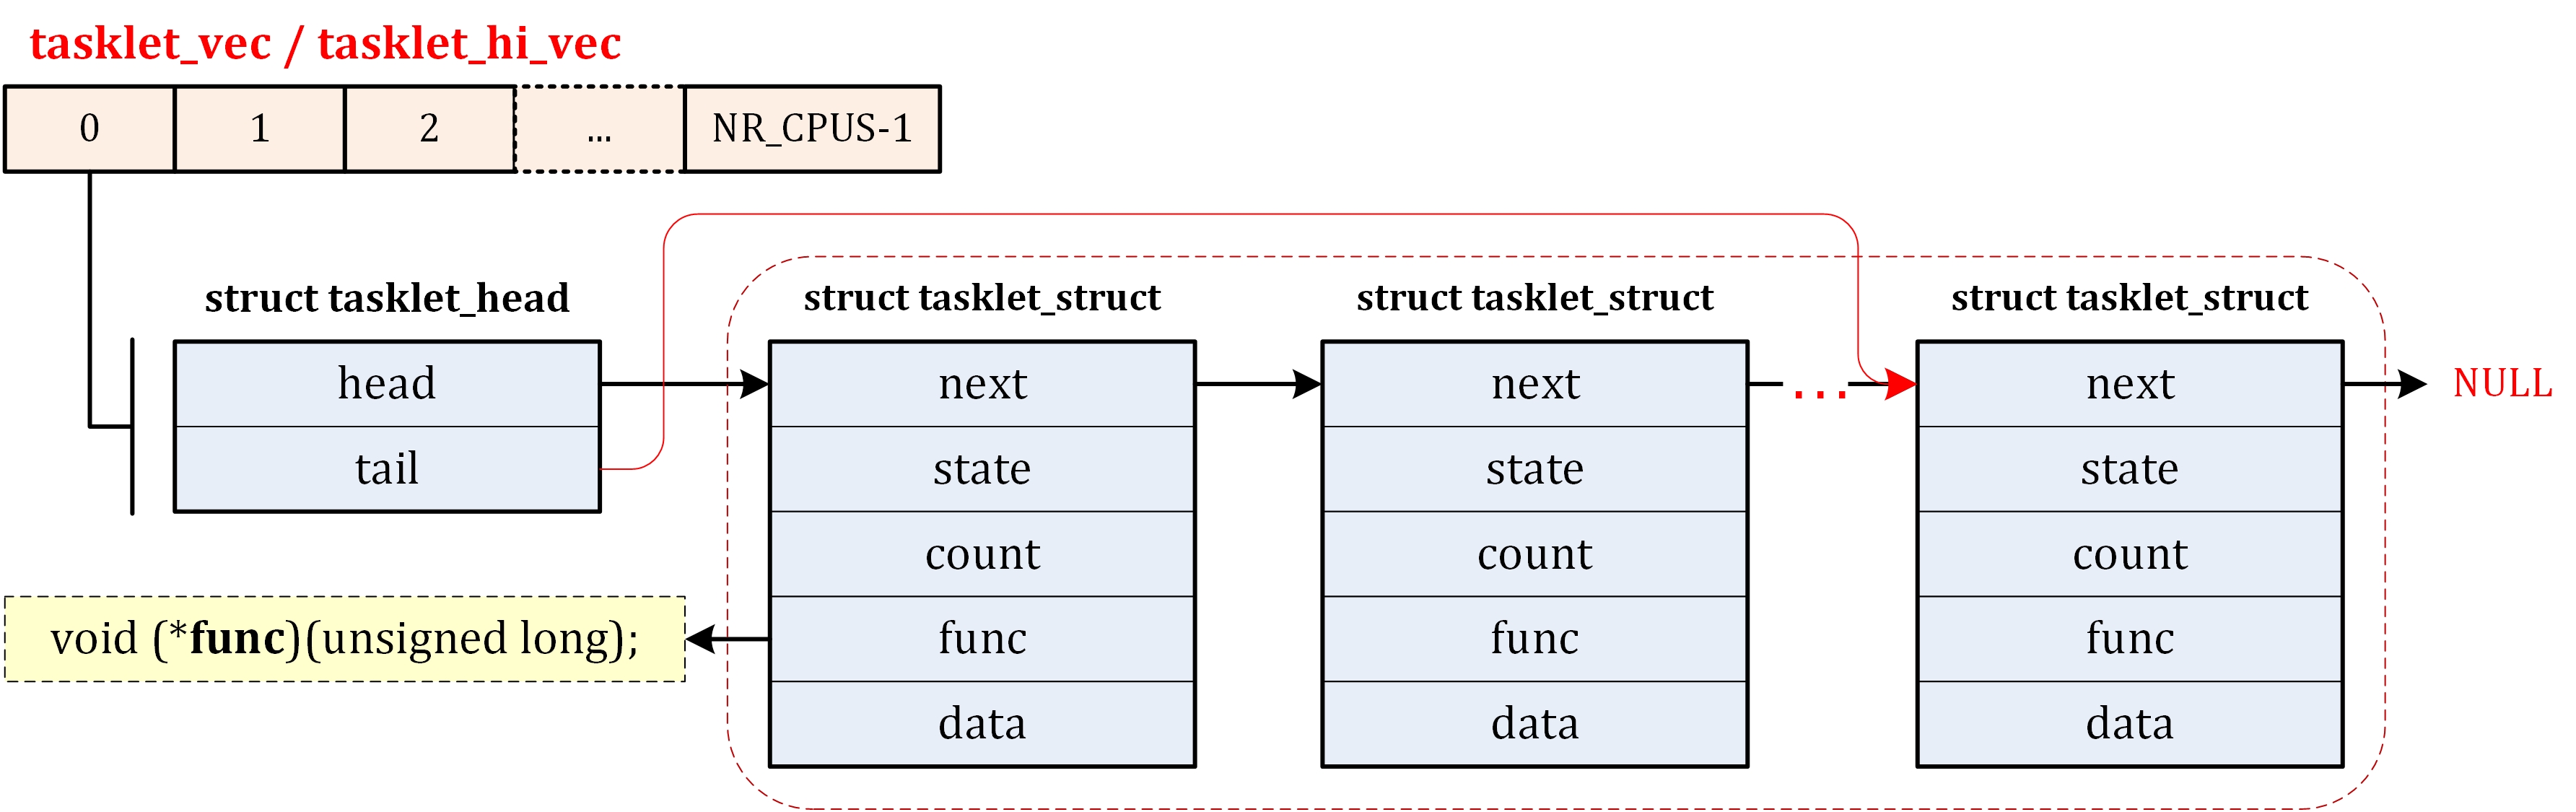 tasklet_vec / tasklet_hi_vec
0 1 2 ... NR_CPUS-1
struct tasklet_head
head
tail
struct tasklet_struct
next
state
count
func
data
void (*func)(unsigned long);
struct tasklet_struct
next
state
count
func
data
...
struct tasklet_struct
next
state
count
func
data
NULL